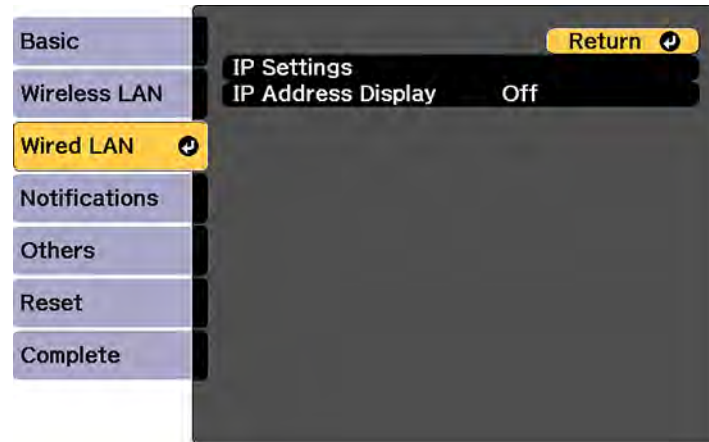 Basic
Wireless LAN
Wired LAN
Notifications
Others
Reset
Complete
Return
IP Settings
IP Address Display Off